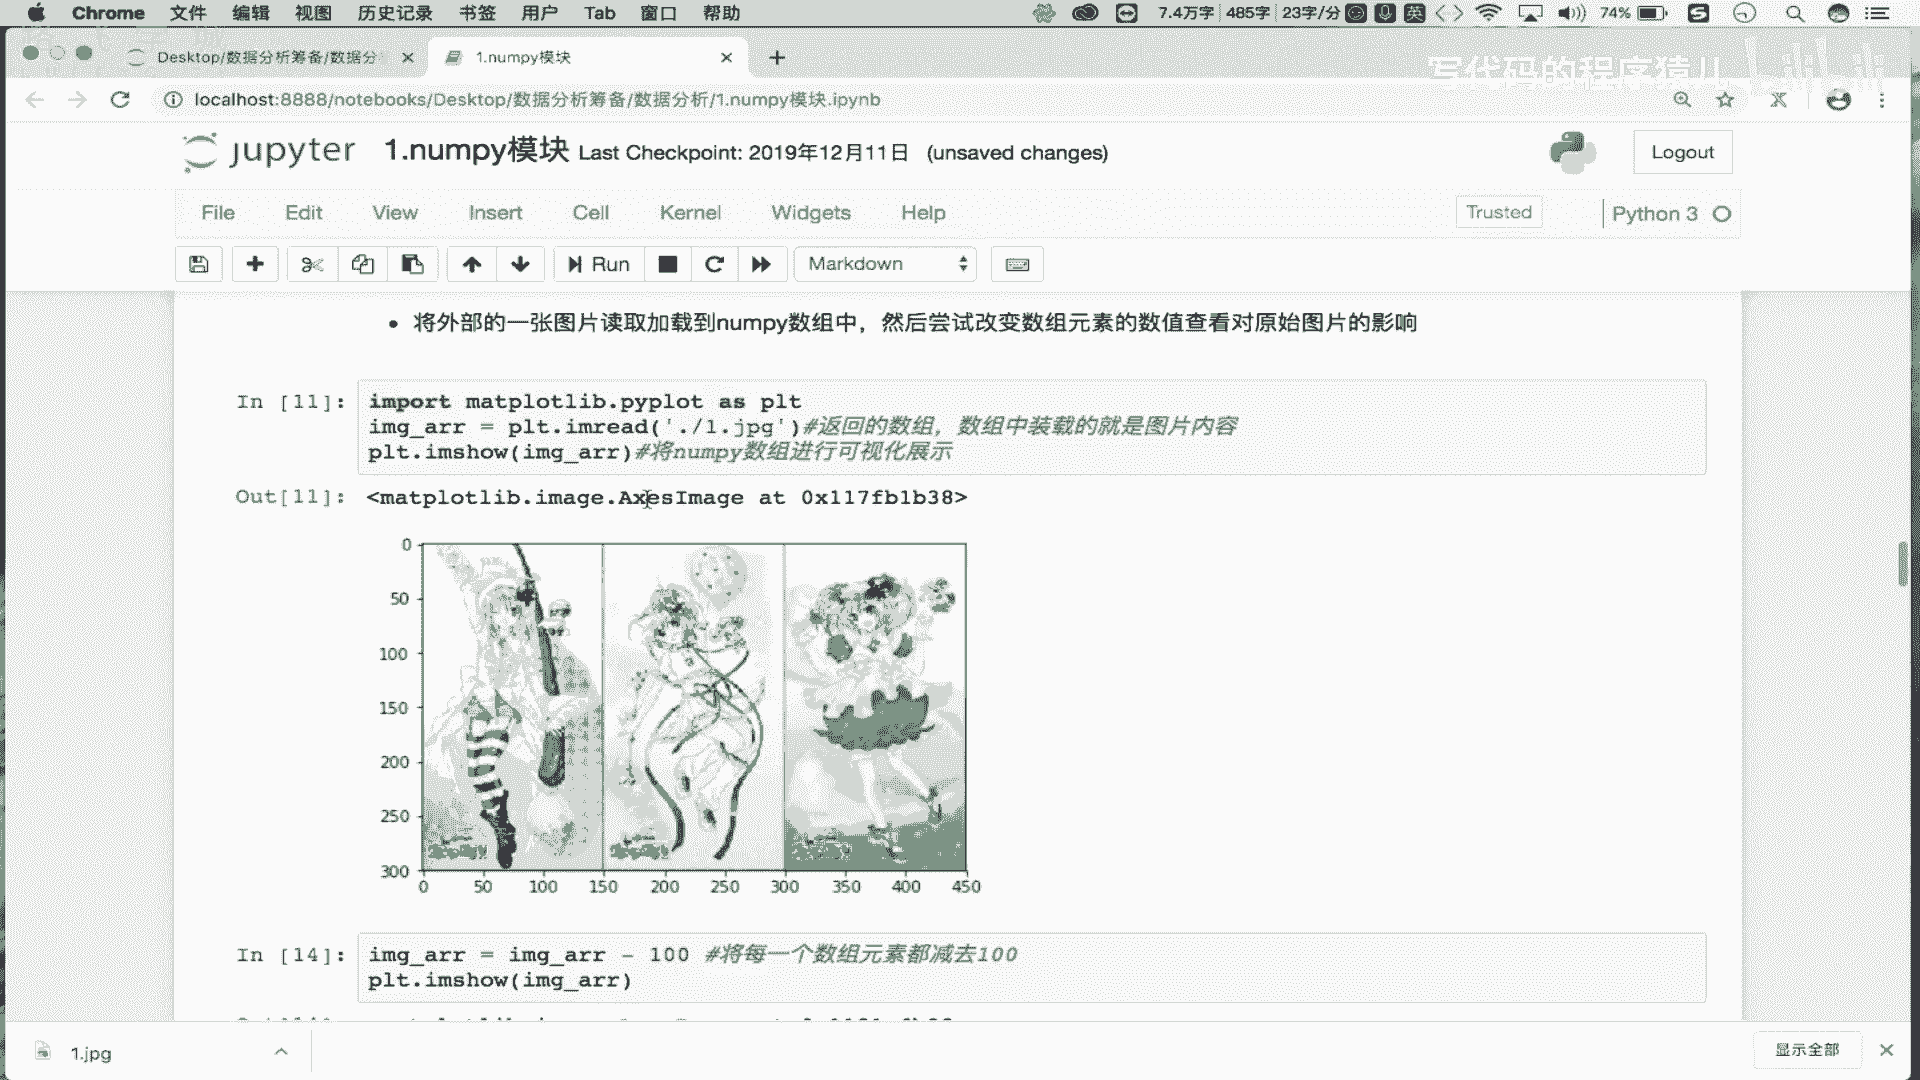 Chrome 文件 编辑 视图 历史记录 书签 用户 Tab 窗口 帮助 7.4万字 485字 23字/分 英 74%
Desktop/数据分析筹备/数据分 1.numpy模块
写代码的程序猿儿
localhost:8888/notebooks/Desktop/数据分析筹备/数据分析/1.numpy模块.ipynb
jupyter 1.numpy模块 Last Checkpoint: 2019年12月11日 (unsaved changes) Logout
File Edit View Insert Cell Kernel Widgets Help Trusted Python 3
Run Markdown
将外部的一张图片读取加载到numpy数组中，然后尝试改变数组元素的数值查看对原始图片的影响
In [11]: import matplotlib.pyplot as plt
img_arr = plt.imread('./1.jpg')#返回的数组，数组中装载的就是图片内容
plt.imshow(img_arr)#将numpy数组进行可视化展示
Out[11]: <matplotlib.image.AxesImage at 0x117fb1b38>
0
50
100
150
200
250
300
0 50 100 150 200 250 300 350 400 450
In [14]: img_arr = img_arr - 100 #将每一个数组元素都减去100
plt.imshow(img_arr)
1.jpg 显示全部